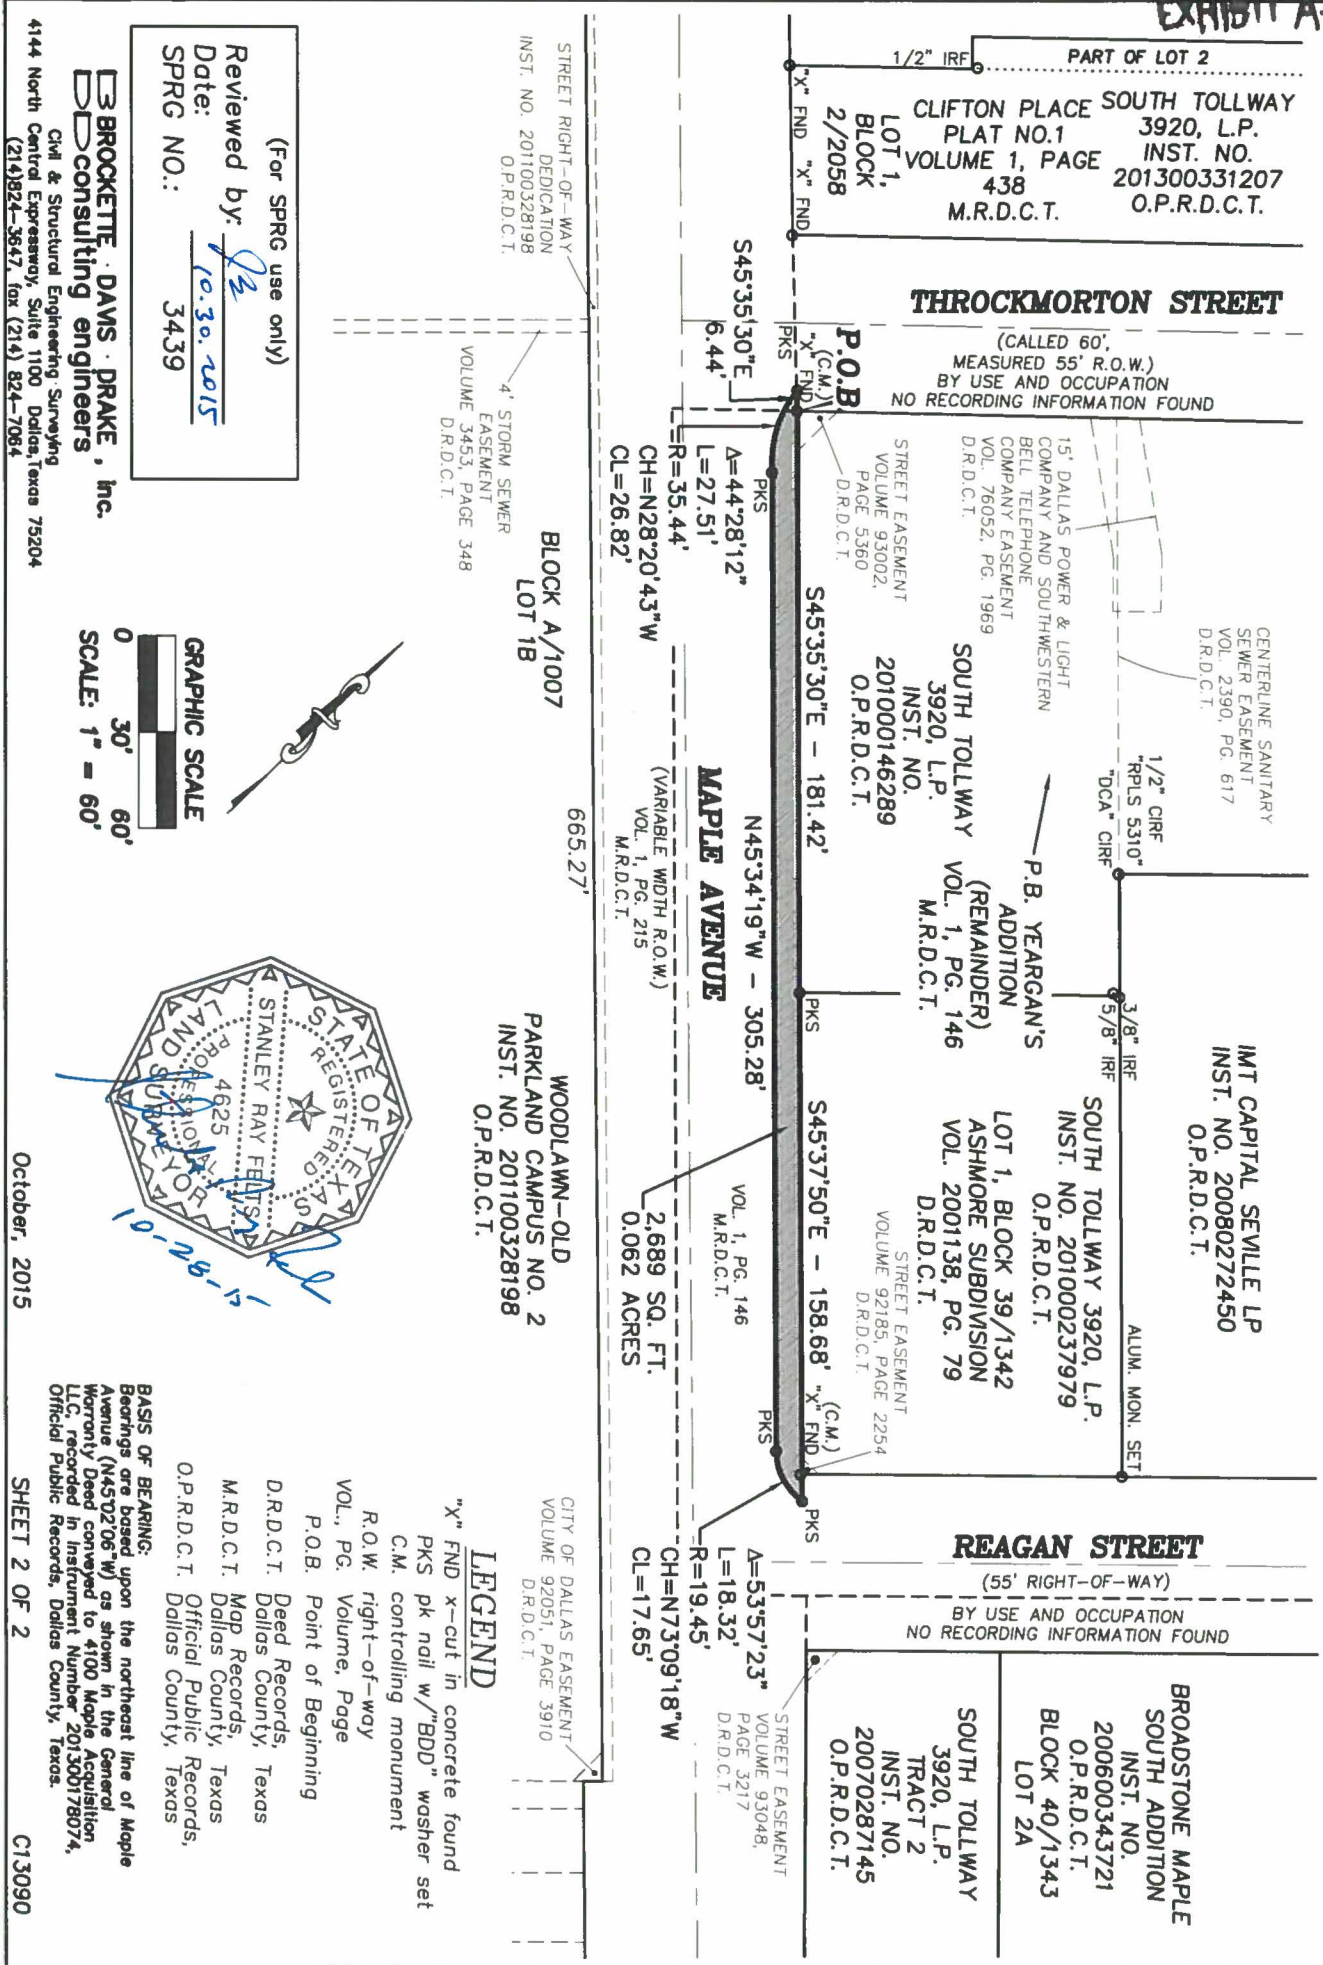 EXHIBIT A-
PART OF LOT 2
1/2" IRF
SOUTH TOLLWAY
3920, L.P.
INST. NO.
201300331207
O.P.R.D.C.T.
CLIFTON PLACE
PLAT NO.1
VOLUME 1, PAGE
438
M.R.D.C.T.
LOT 1,
BLOCK
2/2058
"X" FND
"X" FND
THROCKMORTON STREET
(CALLED 60',
MEASURED 55' R.O.W.)
BY USE AND OCCUPATION
NO RECORDING INFORMATION FOUND
P.O.B
(C.M.)
"X" FND
PKS
S45°35'30"E
6.44'
STREET RIGHT-OF-WAY
DEDICATION
INST. NO. 201100328198
O.P.R.D.C.T.
4' STORM SEWER
EASEMENT
VOLUME 3453, PAGE 348
D.R.D.C.T.
Δ=44°28'12"
L=27.51'
R=35.44'
CH=N28°20'43"W
CL=26.82'
PKS
STREET EASEMENT
VOLUME 93002,
PAGE 5360
D.R.D.C.T.
15' DALLAS POWER & LIGHT
COMPANY AND SOUTHWESTERN
BELL TELEPHONE
COMPANY EASEMENT
VOL. 76052, PG. 1969
D.R.D.C.T.
CENTERLINE SANITARY
SEWER EASEMENT
VOL. 2390, PG. 617
D.R.D.C.T.
1/2" CIRF
"RPLS 5310"
"DCA" CIRF
S45°35'30"E - 181.42'
SOUTH TOLLWAY
3920, L.P.
INST. NO.
201000146289
O.P.R.D.C.T.
P.B. YEARGAN'S
ADDITION
(REMAINDER)
VOL. 1, PG. 146
M.R.D.C.T.
3/8" IRF
5/8" IRF
PKS
IMT CAPITAL SEVILLE LP
INST. NO. 20080272450
O.P.R.D.C.T.
ALUM. MON. SET
SOUTH TOLLWAY 3920, L.P.
INST. NO. 201000237979
O.P.R.D.C.T.
LOT 1, BLOCK 39/1342
ASHMORE SUBDIVISION
VOL. 2001138, PG. 79
D.R.D.C.T.
STREET EASEMENT
VOLUME 92185, PAGE 2254
D.R.D.C.T.
S45°37'50"E - 158.68'
(C.M.)
"X" FND
PKS
PKS
N45°34'19"W - 305.28'
MAPLE AVENUE
(VARIABLE WIDTH R.O.W.)
VOL. 1, PG. 215
M.R.D.C.T.
VOL. 1, PG. 146
M.R.D.C.T.
2,689 SQ. FT.
0.062 ACRES
Δ=53°57'23"
L=18.32'
R=19.45'
CH=N73°09'18"W
CL=17.65'
REAGAN STREET
(55' RIGHT-OF-WAY)
BY USE AND OCCUPATION
NO RECORDING INFORMATION FOUND
BROADSTONE MAPLE
SOUTH ADDITION
INST. NO.
200600343721
O.P.R.D.C.T.
BLOCK 40/1343
LOT 2A
SOUTH TOLLWAY
3920, L.P.
TRACT 2
INST. NO.
20070287145
O.P.R.D.C.T.
STREET EASEMENT
VOLUME 93048,
PAGE 3217
D.R.D.C.T.
665.27'
BLOCK A/1007
LOT 1B
WOODLAWN-OLD
PARKLAND CAMPUS NO. 2
INST. NO. 201100328198
O.P.R.D.C.T.
CITY OF DALLAS EASEMENT
VOLUME 92051, PAGE 3910
D.R.D.C.T.
(For SPRG use only)
Reviewed by:
Date: 10.30.2015
SPRG NO.: 3439
BROCKETTE · DAVIS · DRAKE , inc.
consulting engineers
Civil & Structural Engineering · Surveying
4144 North Central Expressway, Suite 1100 Dallas, Texas 75204
(214)824-3647, fax (214) 824-7064
GRAPHIC SCALE
0 30' 60'
SCALE: 1" = 60'
STATE OF TEXAS
REGISTERED
STANLEY RAY FELTS
4625
PROFESSIONAL
LAND SURVEYOR
10-28-15
LEGEND
"X" FND x-cut in concrete found
PKS pk nail w/"BDD" washer set
C.M. controlling monument
R.O.W. right-of-way
VOL., PG. Volume, Page
P.O.B. Point of Beginning
D.R.D.C.T. Deed Records,
Dallas County, Texas
M.R.D.C.T. Map Records,
Dallas County, Texas
O.P.R.D.C.T. Official Public Records,
Dallas County, Texas
BASIS OF BEARING:
Bearings are based upon the northeast line of Maple
Avenue (N45°02'06"W) as shown in the General
Warranty Deed conveyed to 4100 Maple Acquisition
LLC, recorded in Instrument Number 201300178074,
Official Public Records, Dallas County, Texas.
October, 2015
SHEET 2 OF 2
C13090